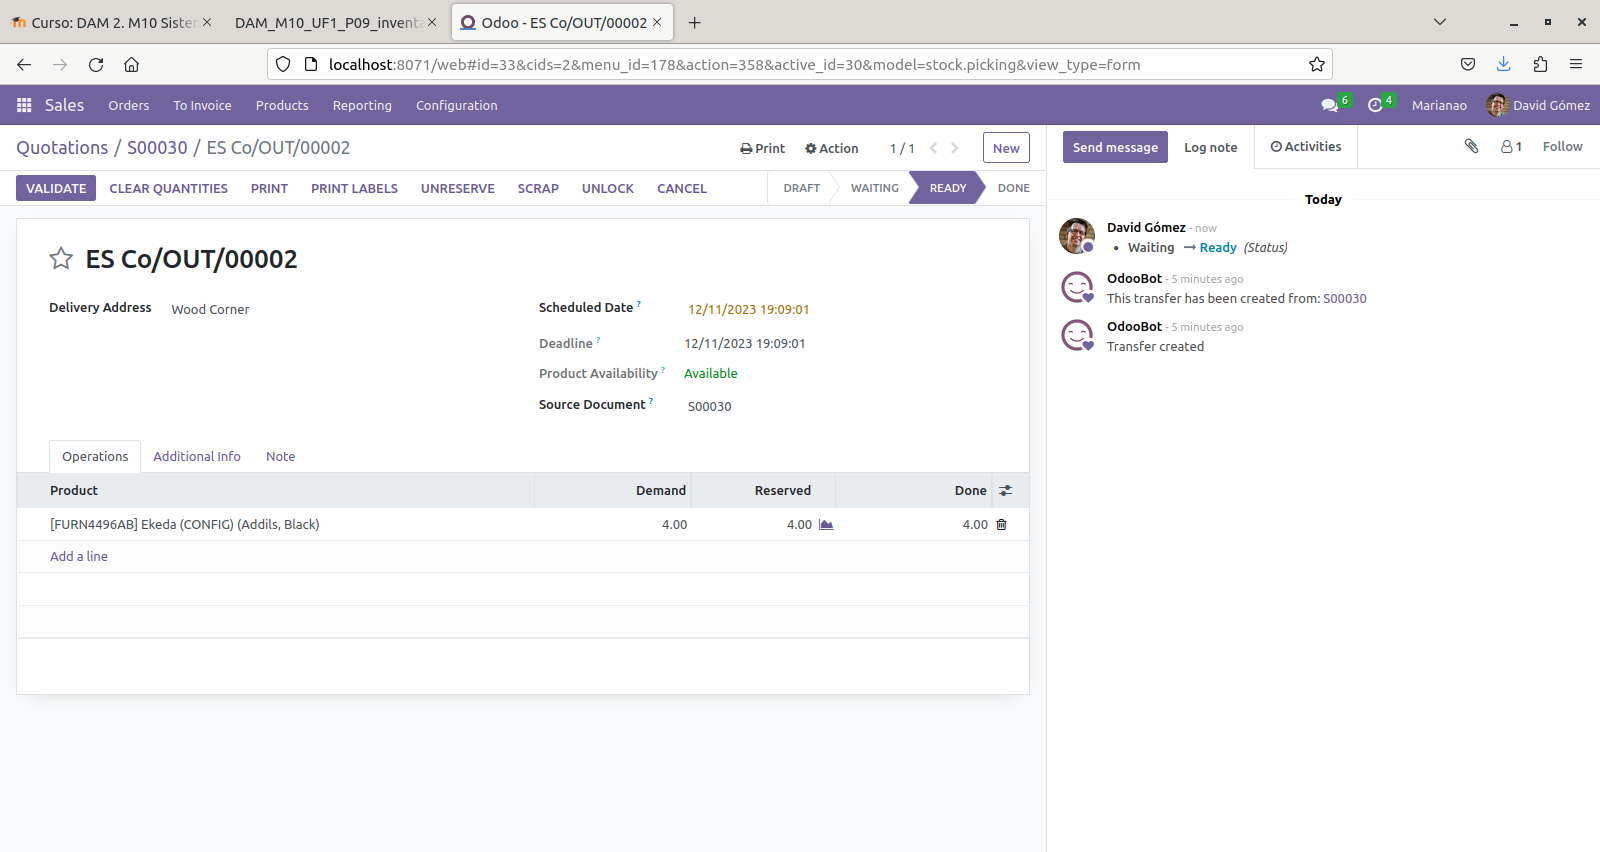 Curso: DAM 2. M10 Sister
DAM_M10_UF1_P09_inventa
Odoo - ES Co/OUT/00002
localhost:8071/web#id=33&cids=2&menu_id=178&action=358&active_id=30&model=stock.picking&view_type=form
Sales Orders To Invoice Products Reporting Configuration 6 4 Marianao David Gómez
Quotations / S00030 / ES Co/OUT/00002 Print Action 1 / 1 New
Send message Log note Activities 1 Follow
VALIDATE CLEAR QUANTITIES PRINT PRINT LABELS UNRESERVE SCRAP UNLOCK CANCEL DRAFT WAITING READY DONE
ES Co/OUT/00002
Delivery Address Wood Corner
Scheduled Date ? 12/11/2023 19:09:01
Deadline ? 12/11/2023 19:09:01
Product Availability ? Available
Source Document ? S00030
Operations Additional Info Note
Product Demand Reserved Done
[FURN4496AB] Ekeda (CONFIG) (Addils, Black) 4.00 4.00 4.00
Add a line
Today
David Gómez - now
• Waiting → Ready (Status)
OdooBot - 5 minutes ago
This transfer has been created from: S00030
OdooBot - 5 minutes ago
Transfer created